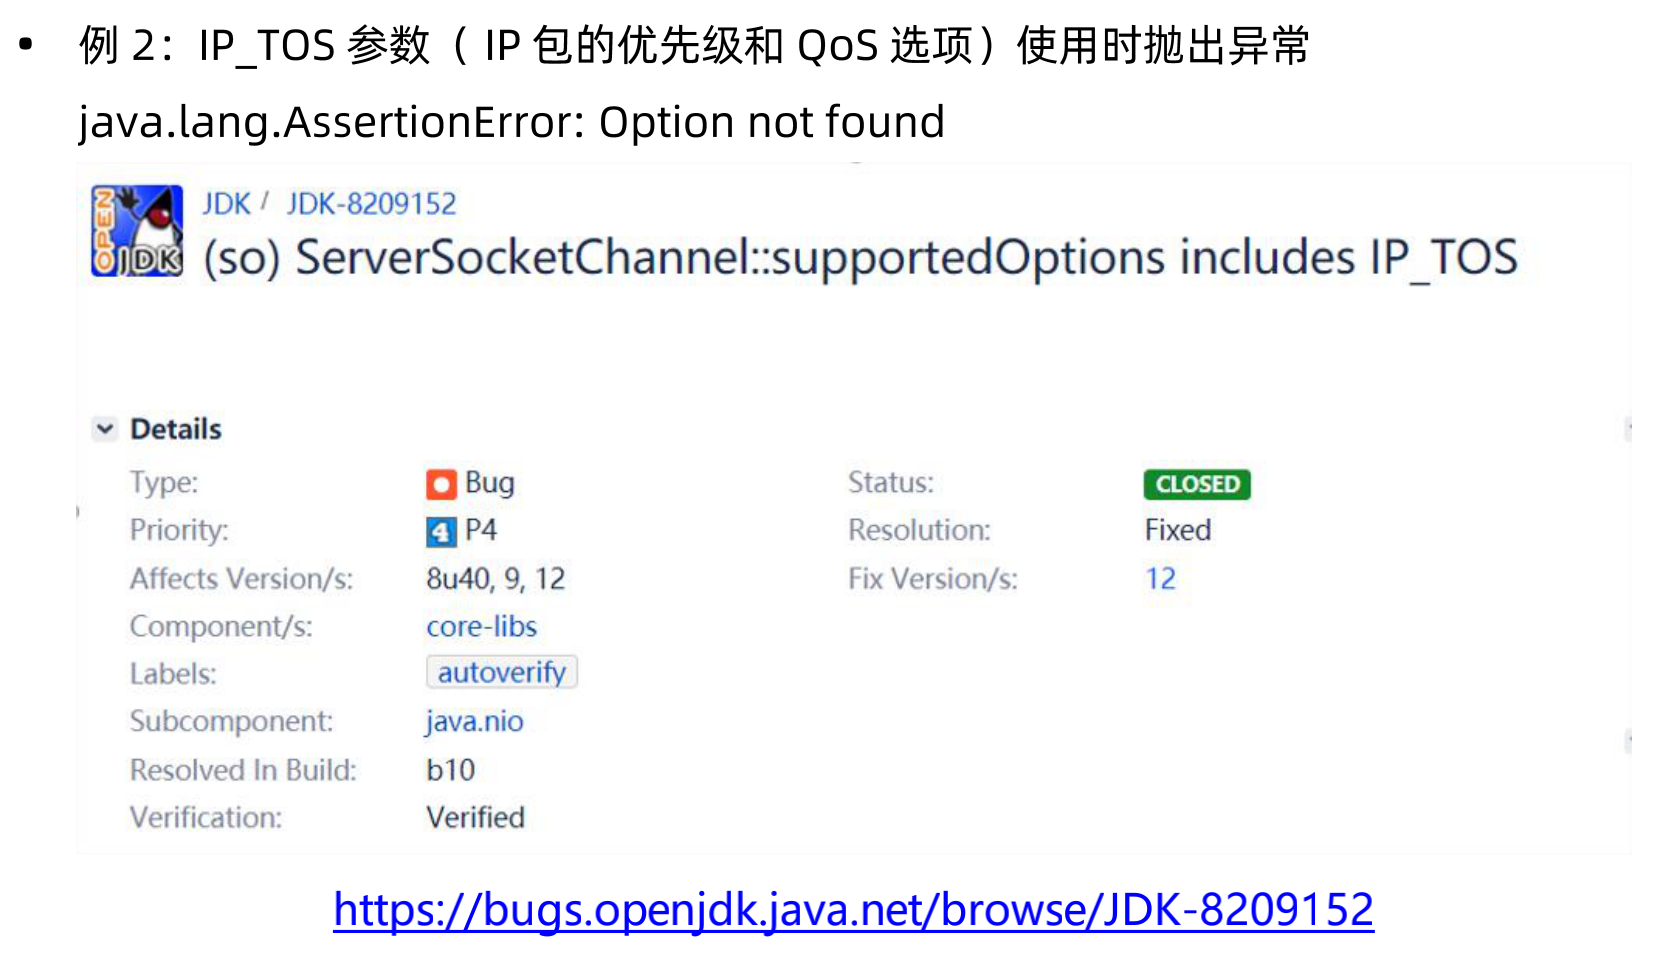 • 例 2：IP_TOS 参数（ IP 包的优先级和 QoS 选项）使用时抛出异常
java.lang.AssertionError: Option not found
OPEN JDK
JDK / JDK-8209152
(so) ServerSocketChannel::supportedOptions includes IP_TOS
Details
Type: Bug Status: CLOSED
Priority: 4 P4 Resolution: Fixed
Affects Version/s: 8u40, 9, 12 Fix Version/s: 12
Component/s: core-libs
Labels: autoverify
Subcomponent: java.nio
Resolved In Build: b10
Verification: Verified
https://bugs.openjdk.java.net/browse/JDK-8209152